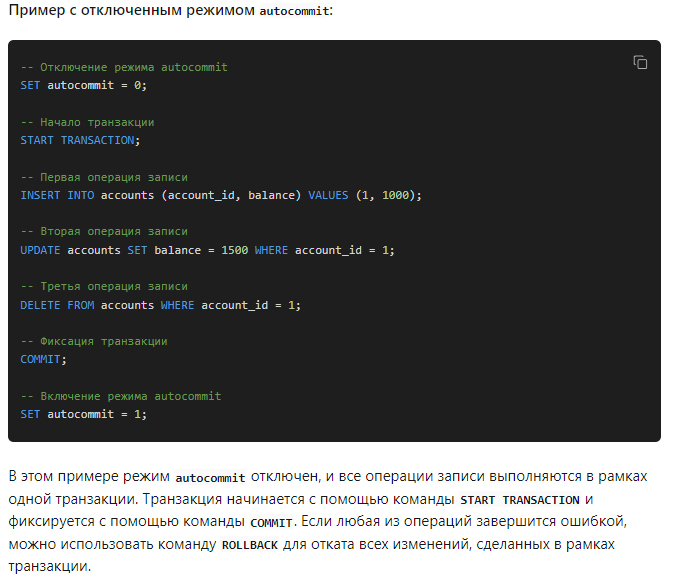 Пример с отключенным режимом autocommit:
-- Отключение режима autocommit
SET autocommit = 0;
-- Начало транзакции
START TRANSACTION;
-- Первая операция записи
INSERT INTO accounts (account_id, balance) VALUES (1, 1000);
-- Вторая операция записи
UPDATE accounts SET balance = 1500 WHERE account_id = 1;
-- Третья операция записи
DELETE FROM accounts WHERE account_id = 1;
-- Фиксация транзакции
COMMIT;
-- Включение режима autocommit
SET autocommit = 1;
В этом примере режим autocommit отключен, и все операции записи выполняются в рамках
одной транзакции. Транзакция начинается с помощью команды START TRANSACTION и
фиксируется с помощью команды COMMIT. Если любая из операций завершится ошибкой,
можно использовать команду ROLLBACK для отката всех изменений, сделанных в рамках
транзакции.